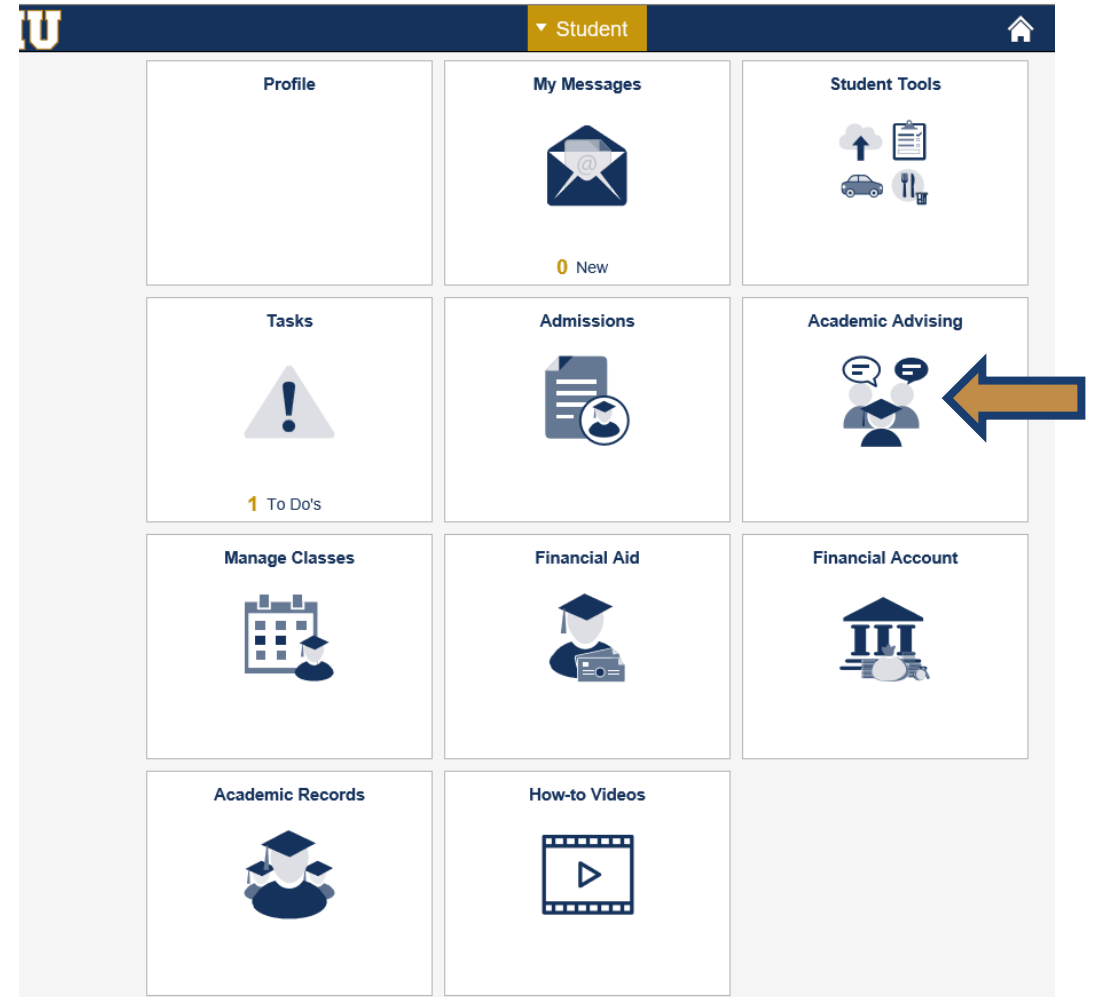 Student
Profile
My Messages
Student Tools
@
0 New
Tasks
Admissions
Academic Advising
!
1 To Do's
Manage Classes
Financial Aid
Financial Account
Academic Records
How-to Videos